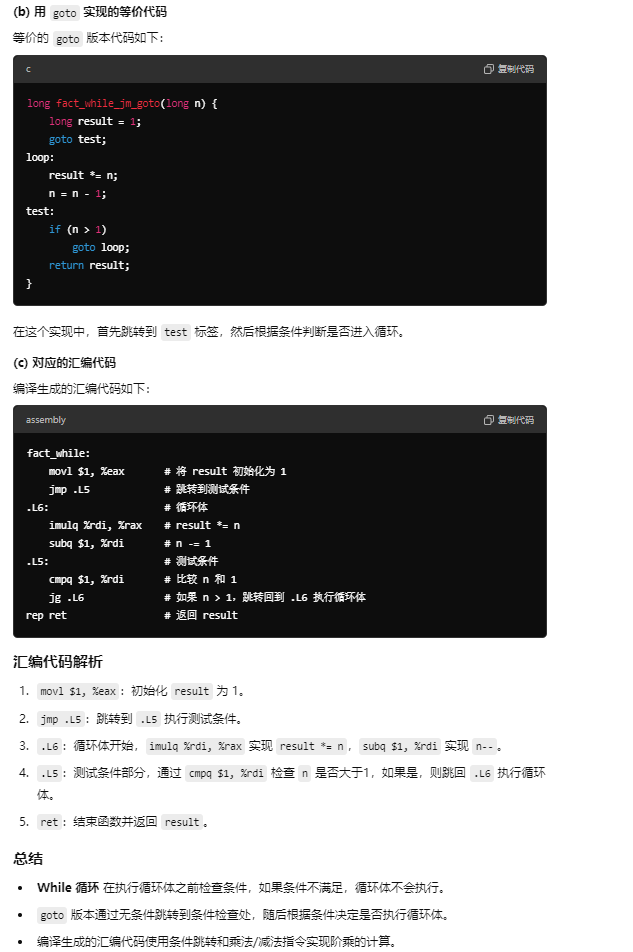 (b) 用 goto 实现的等价代码
等价的 goto 版本代码如下：
c 复制代码
long fact_while_jm_goto(long n) {
    long result = 1;
    goto test;
loop:
    result *= n;
    n = n - 1;
test:
    if (n > 1)
        goto loop;
    return result;
}
在这个实现中，首先跳转到 test 标签，然后根据条件判断是否进入循环。
(c) 对应的汇编代码
编译生成的汇编代码如下：
assembly 复制代码
fact_while:
    movl $1, %eax      # 将 result 初始化为 1
    jmp .L5            # 跳转到测试条件
.L6:                   # 循环体
    imulq %rdi, %rax   # result *= n
    subq $1, %rdi      # n -= 1
.L5:                   # 测试条件
    cmpq $1, %rdi      # 比较 n 和 1
    jg .L6             # 如果 n > 1，跳转回到 .L6 执行循环体
rep ret                # 返回 result
汇编代码解析
1. movl $1, %eax：初始化 result 为 1。
2. jmp .L5：跳转到 .L5 执行测试条件。
3. .L6：循环体开始，imulq %rdi, %rax 实现 result *= n，subq $1, %rdi 实现 n--。
4. .L5：测试条件部分，通过 cmpq $1, %rdi 检查 n 是否大于1，如果是，则跳回 .L6 执行循环
体。
5. ret：结束函数并返回 result。
总结
• While 循环 在执行循环体之前检查条件，如果条件不满足，循环体不会执行。
• goto 版本通过无条件跳转到条件检查处，随后根据条件决定是否执行循环体。
• 编译生成的汇编代码使用条件跳转和乘法/减法指令实现阶乘的计算。